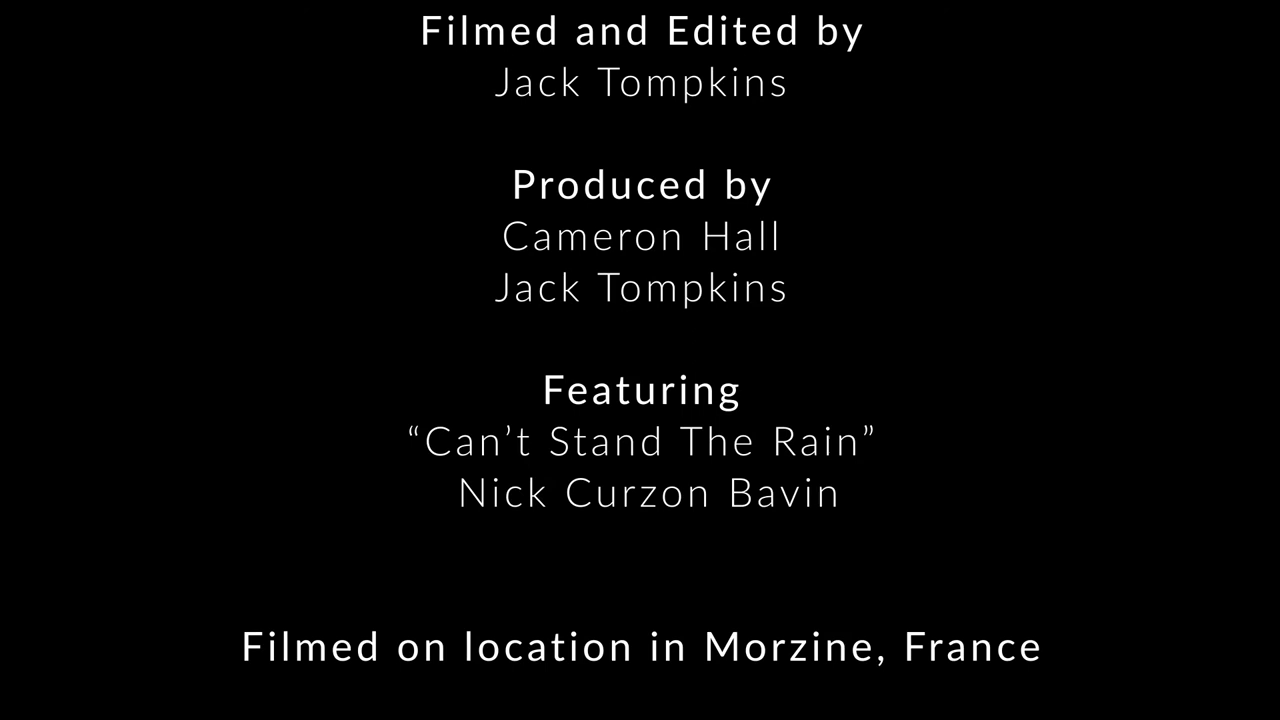 Filmed and Edited by
Jack Tompkins
Produced by
Cameron Hall
Jack Tompkins
Featuring
“Can’t Stand The Rain”
Nick Curzon Bavin
Filmed on location in Morzine, France